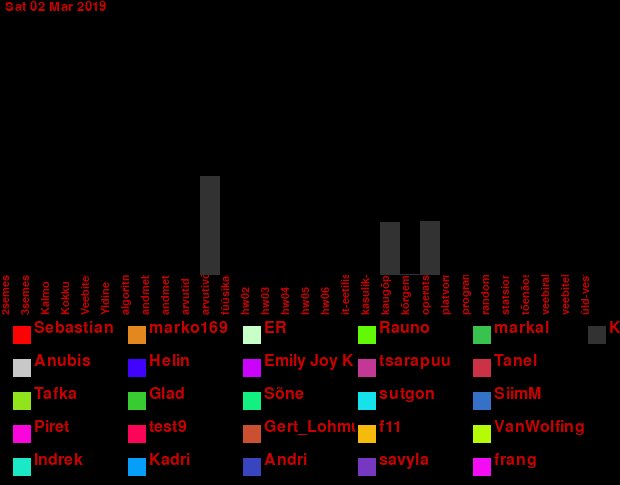 Sat 02 Mar 2019
2semes
3semes
Kalmo
Kokku
Veebite
Yldine
algoritn
andmet
andmet
arvutid
arvutivõ
füüsika
hw02
hw03
hw04
hw05
hw06
it-eetilis
kasulik-
kaugõp
kõrgem
operats
platvorr
progran
random
statsior
tõenäos
veebiral
veebitel
üld-ves
Sebastian marko169 ER Rauno markal K
Anubis Helin Emily Joy K tsarapuu Tanel
Tafka Glad Sõne sutgon SiimM
Piret test9 Gert_Lohmu f11 VanWolfing
Indrek Kadri Andri savyla frang